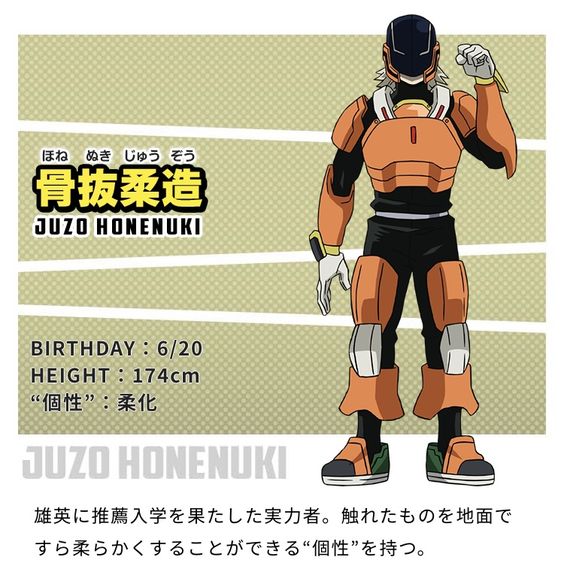 ほね ぬき じゅう ぞう
骨抜柔造
JUZO HONENUKI
BIRTHDAY：6/20
HEIGHT：174cm
“個性”：柔化
JUZO HONENUKI
雄英に推薦入学を果たした実力者。触れたものを地面で
すら柔らかくすることができる“個性”を持つ。